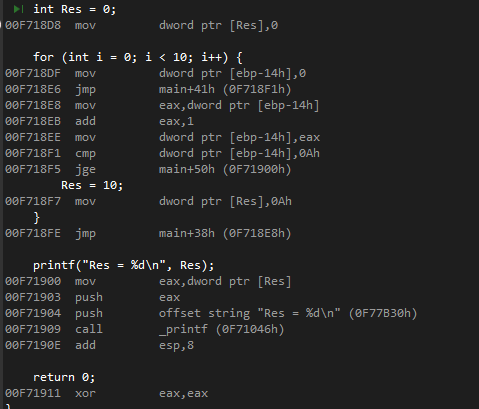 int Res = 0;
00F718D8 mov dword ptr [Res],0
for (int i = 0; i < 10; i++) {
00F718DF mov dword ptr [ebp-14h],0
00F718E6 jmp main+41h (0F718F1h)
00F718E8 mov eax,dword ptr [ebp-14h]
00F718EB add eax,1
00F718EE mov dword ptr [ebp-14h],eax
00F718F1 cmp dword ptr [ebp-14h],0Ah
00F718F5 jge main+50h (0F71900h)
Res = 10;
00F718F7 mov dword ptr [Res],0Ah
}
00F718FE jmp main+38h (0F718E8h)
printf("Res = %d\n", Res);
00F71900 mov eax,dword ptr [Res]
00F71903 push eax
00F71904 push offset string "Res = %d\n" (0F77B30h)
00F71909 call _printf (0F71046h)
00F7190E add esp,8
return 0;
00F71911 xor eax,eax
}